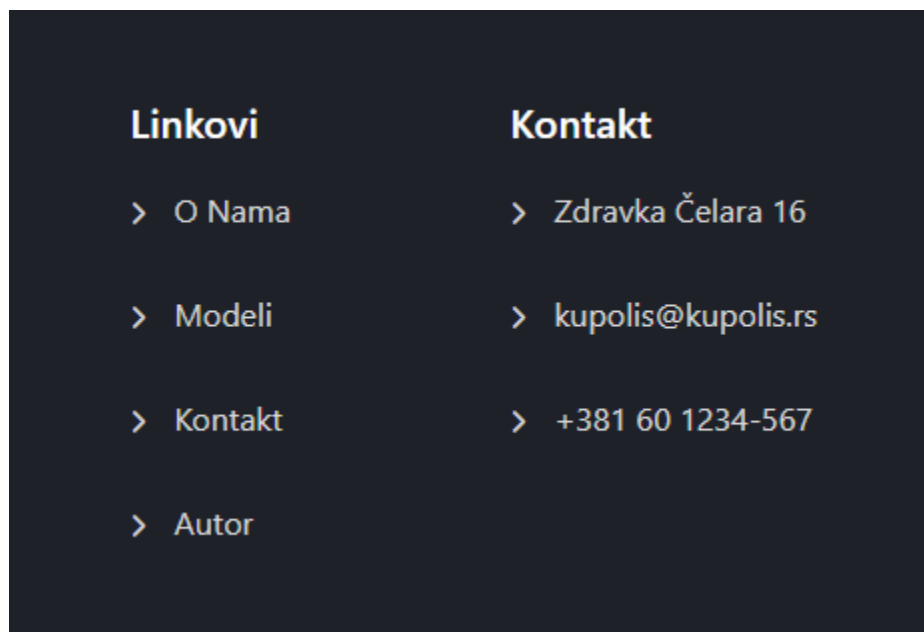 Linkovi
O Nama
Modeli
Kontakt
Autor
Kontakt
Zdravka Čelara 16
kupolis@kupolis.rs
+381 60 1234-567